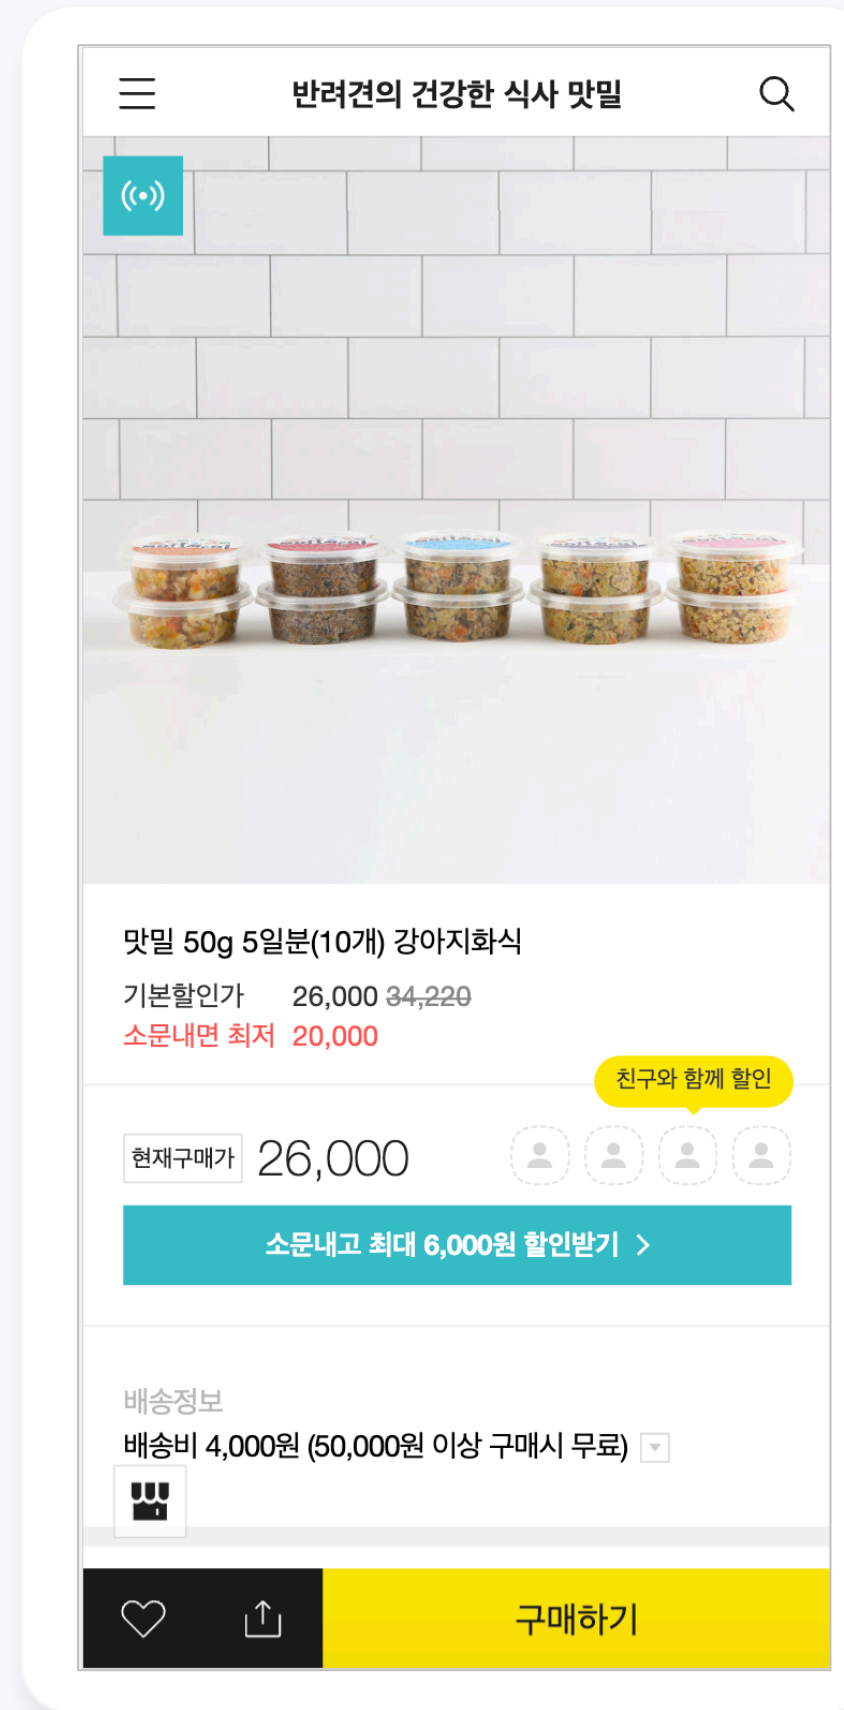 반려견의 건강한 식사 맛밀
맛밀 50g 5일분(10개) 강아지화식
기본할인가 26,000 34,220
소문내면 최저 20,000
친구와 함께 할인
현재구매가 26,000
소문내고 최대 6,000원 할인받기 >
배송정보
배송비 4,000원 (50,000원 이상 구매시 무료)
구매하기